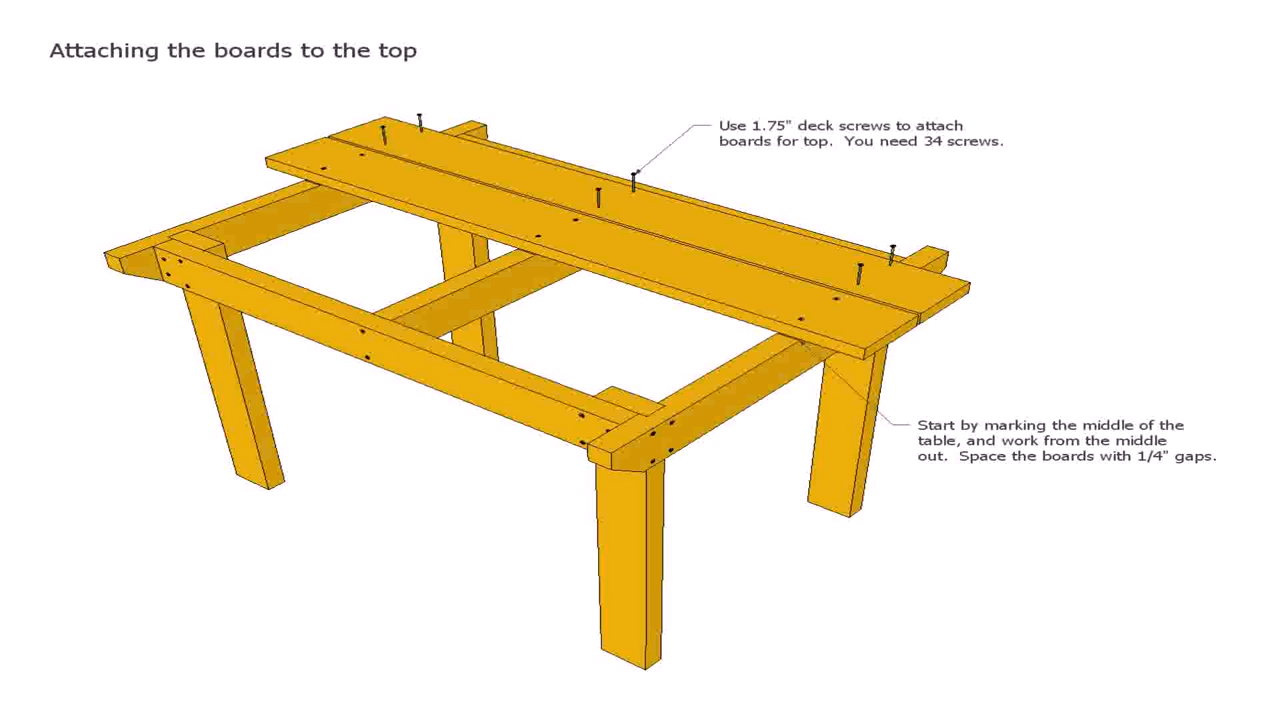 Attaching the boards to the top
Use 1.75" deck screws to attach
boards for top.  You need 34 screws.
Start by marking the middle of the
table, and work from the middle
out.  Space the boards with 1/4" gaps.